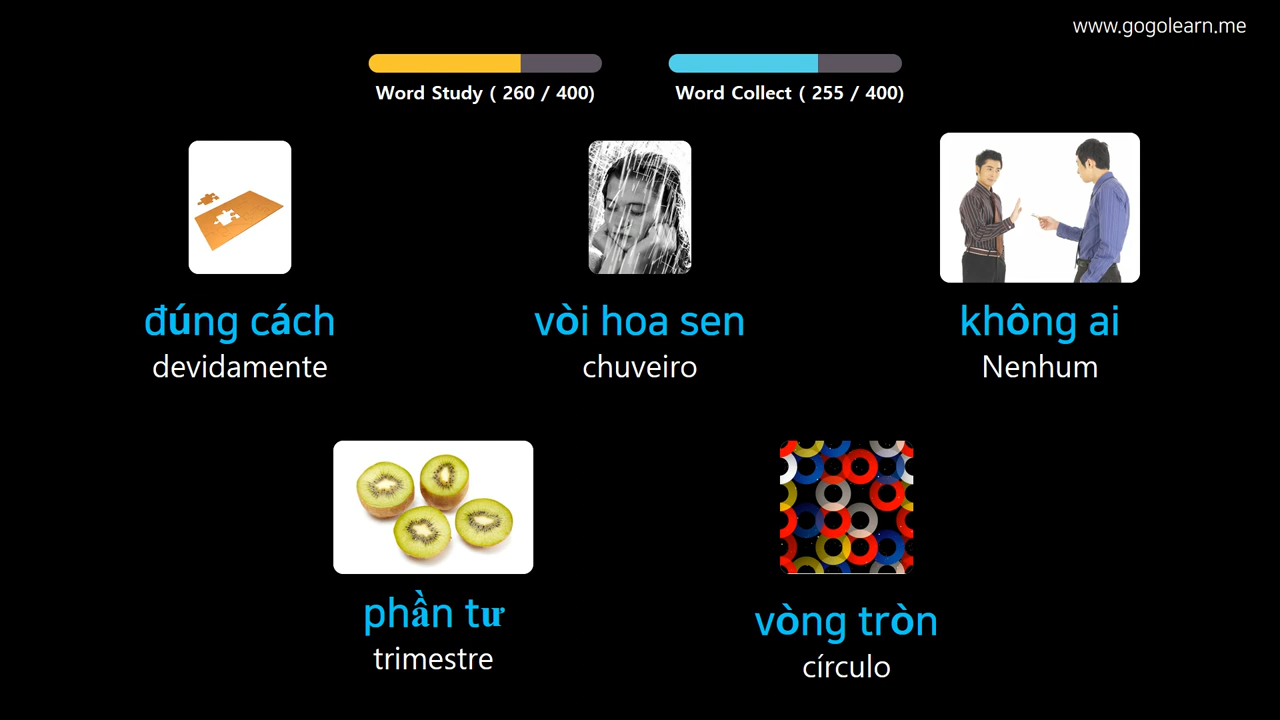 www.gogolearn.me
Word Study ( 260 / 400)
Word Collect ( 255 / 400)
đúng cách
devidamente
vòi hoa sen
chuveiro
không ai
Nenhum
phần tư
trimestre
vòng tròn
círculo